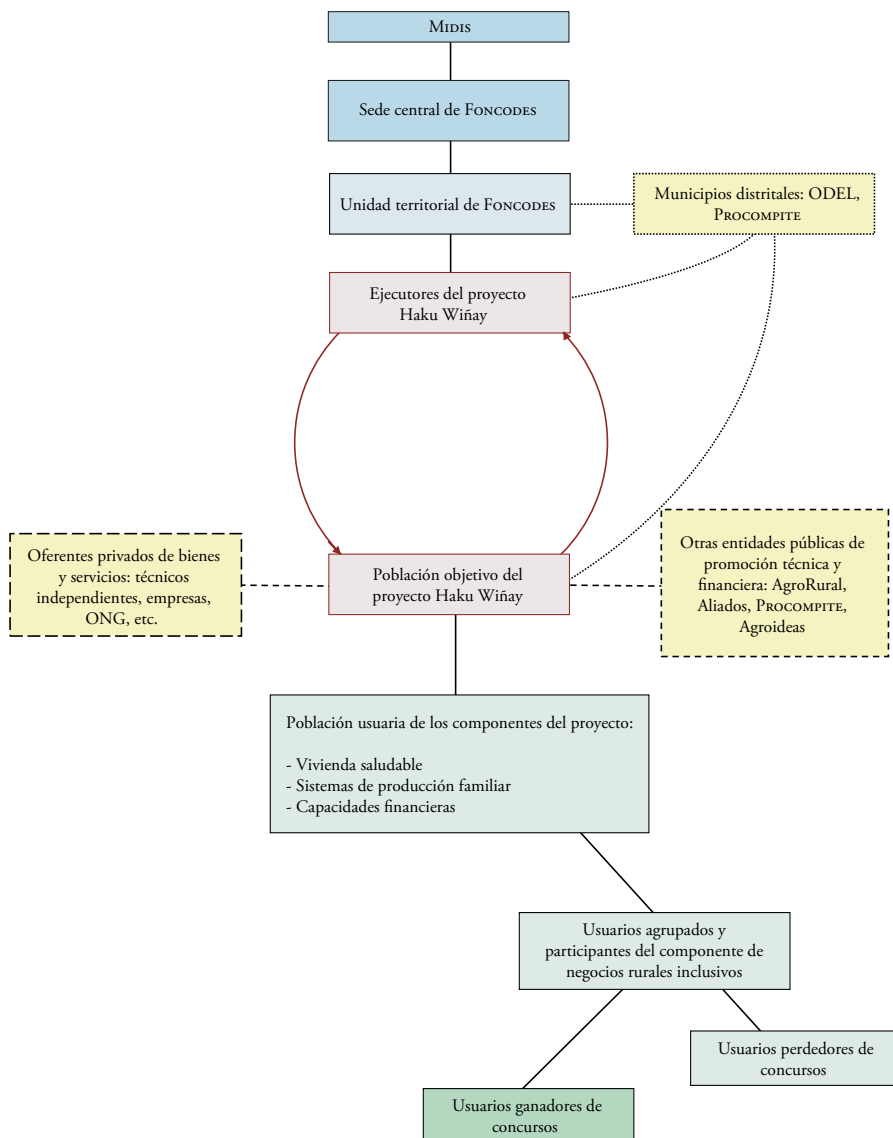 MIDIS
Sede central de FONCODES
Unidad territorial de FONCODES
Municipios distritales: ODEL,
PROCOMPITE
Ejecutores del proyecto
Haku Wiñay
Oferentes privados de bienes
y servicios: técnicos
independientes, empresas,
ONG, etc.
Población objetivo del
proyecto Haku Wiñay
Otras entidades públicas de
promoción técnica y
financiera: AgroRural,
Aliados, PROCOMPITE,
Agroideas
Población usuaria de los componentes del proyecto:
- Vivienda saludable
- Sistemas de producción familiar
- Capacidades financieras
Usuarios agrupados y
participantes del componente de
negocios rurales inclusivos
Usuarios perdedores de
concursos
Usuarios ganadores de
concursos